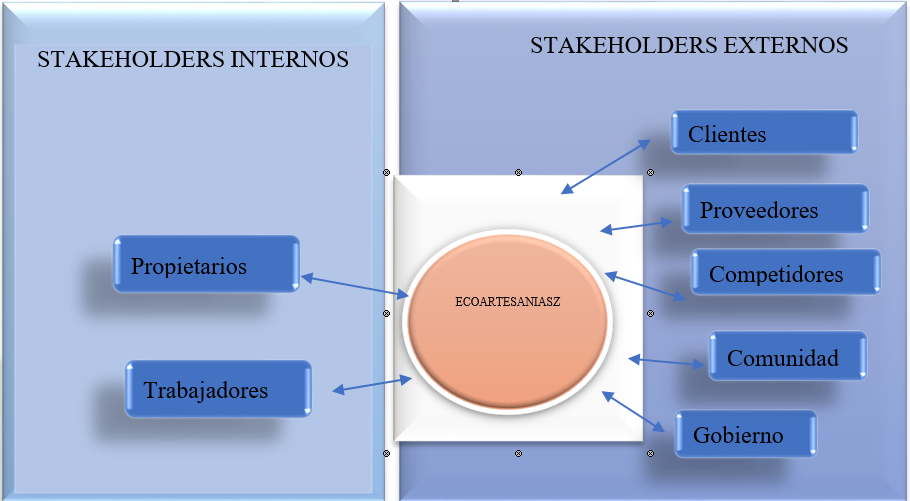 STAKEHOLDERS INTERNOS
STAKEHOLDERS EXTERNOS
Clientes
Proveedores
Propietarios
Competidores
ECOARTESANIASZ
Comunidad
Trabajadores
Gobierno